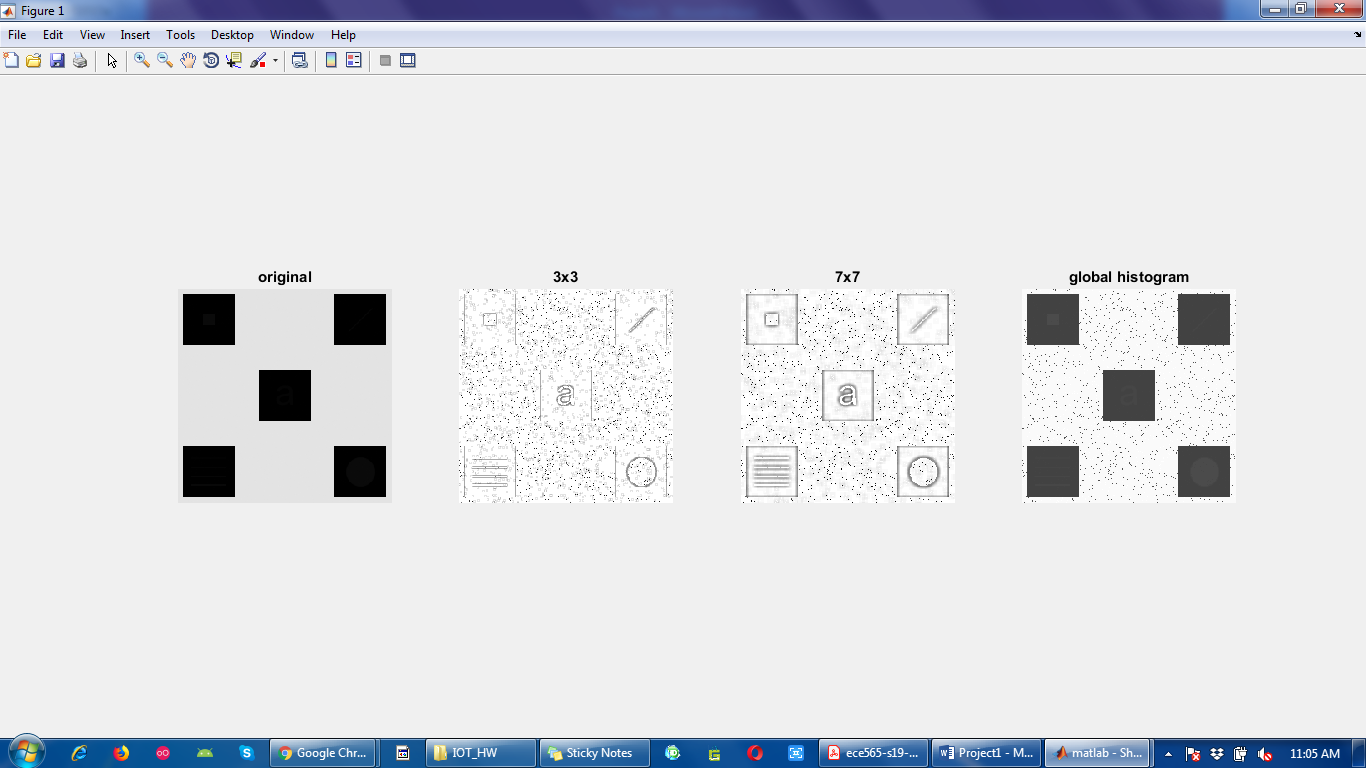 Figure 1
File Edit View Insert Tools Desktop Window Help
original 3x3 7x7 global histogram
a a a a
Google Chr... IOT_HW Sticky Notes ece565-s19-... Project1 - M... matlab - Sh... 11:05 AM